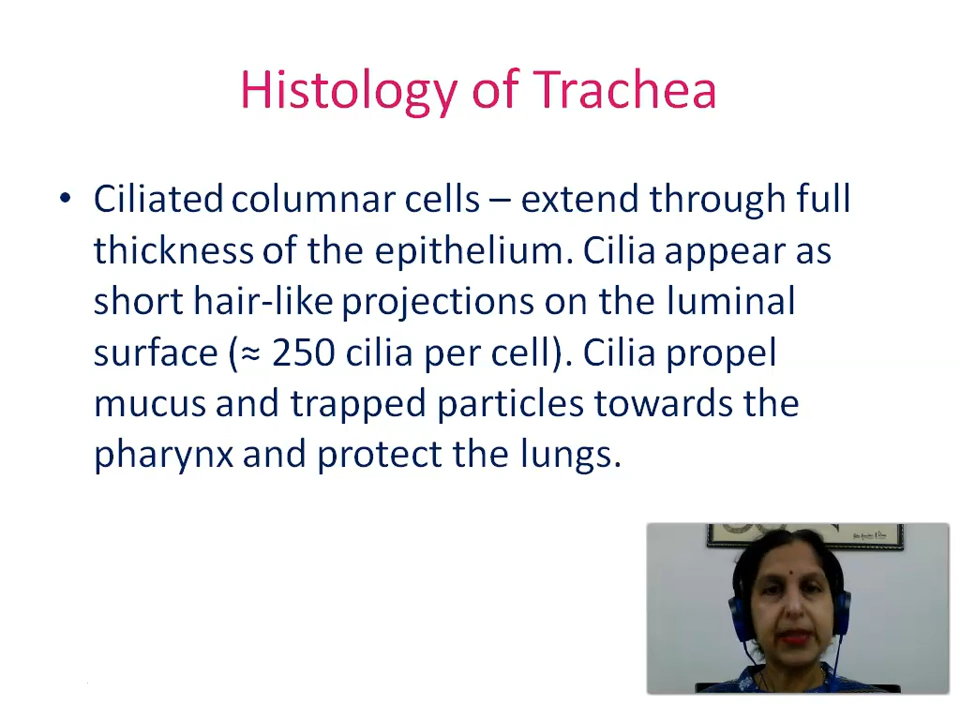 Histology of Trachea
• Ciliated columnar cells – extend through full
thickness of the epithelium. Cilia appear as
short hair-like projections on the luminal
surface (≈ 250 cilia per cell). Cilia propel
mucus and trapped particles towards the
pharynx and protect the lungs.